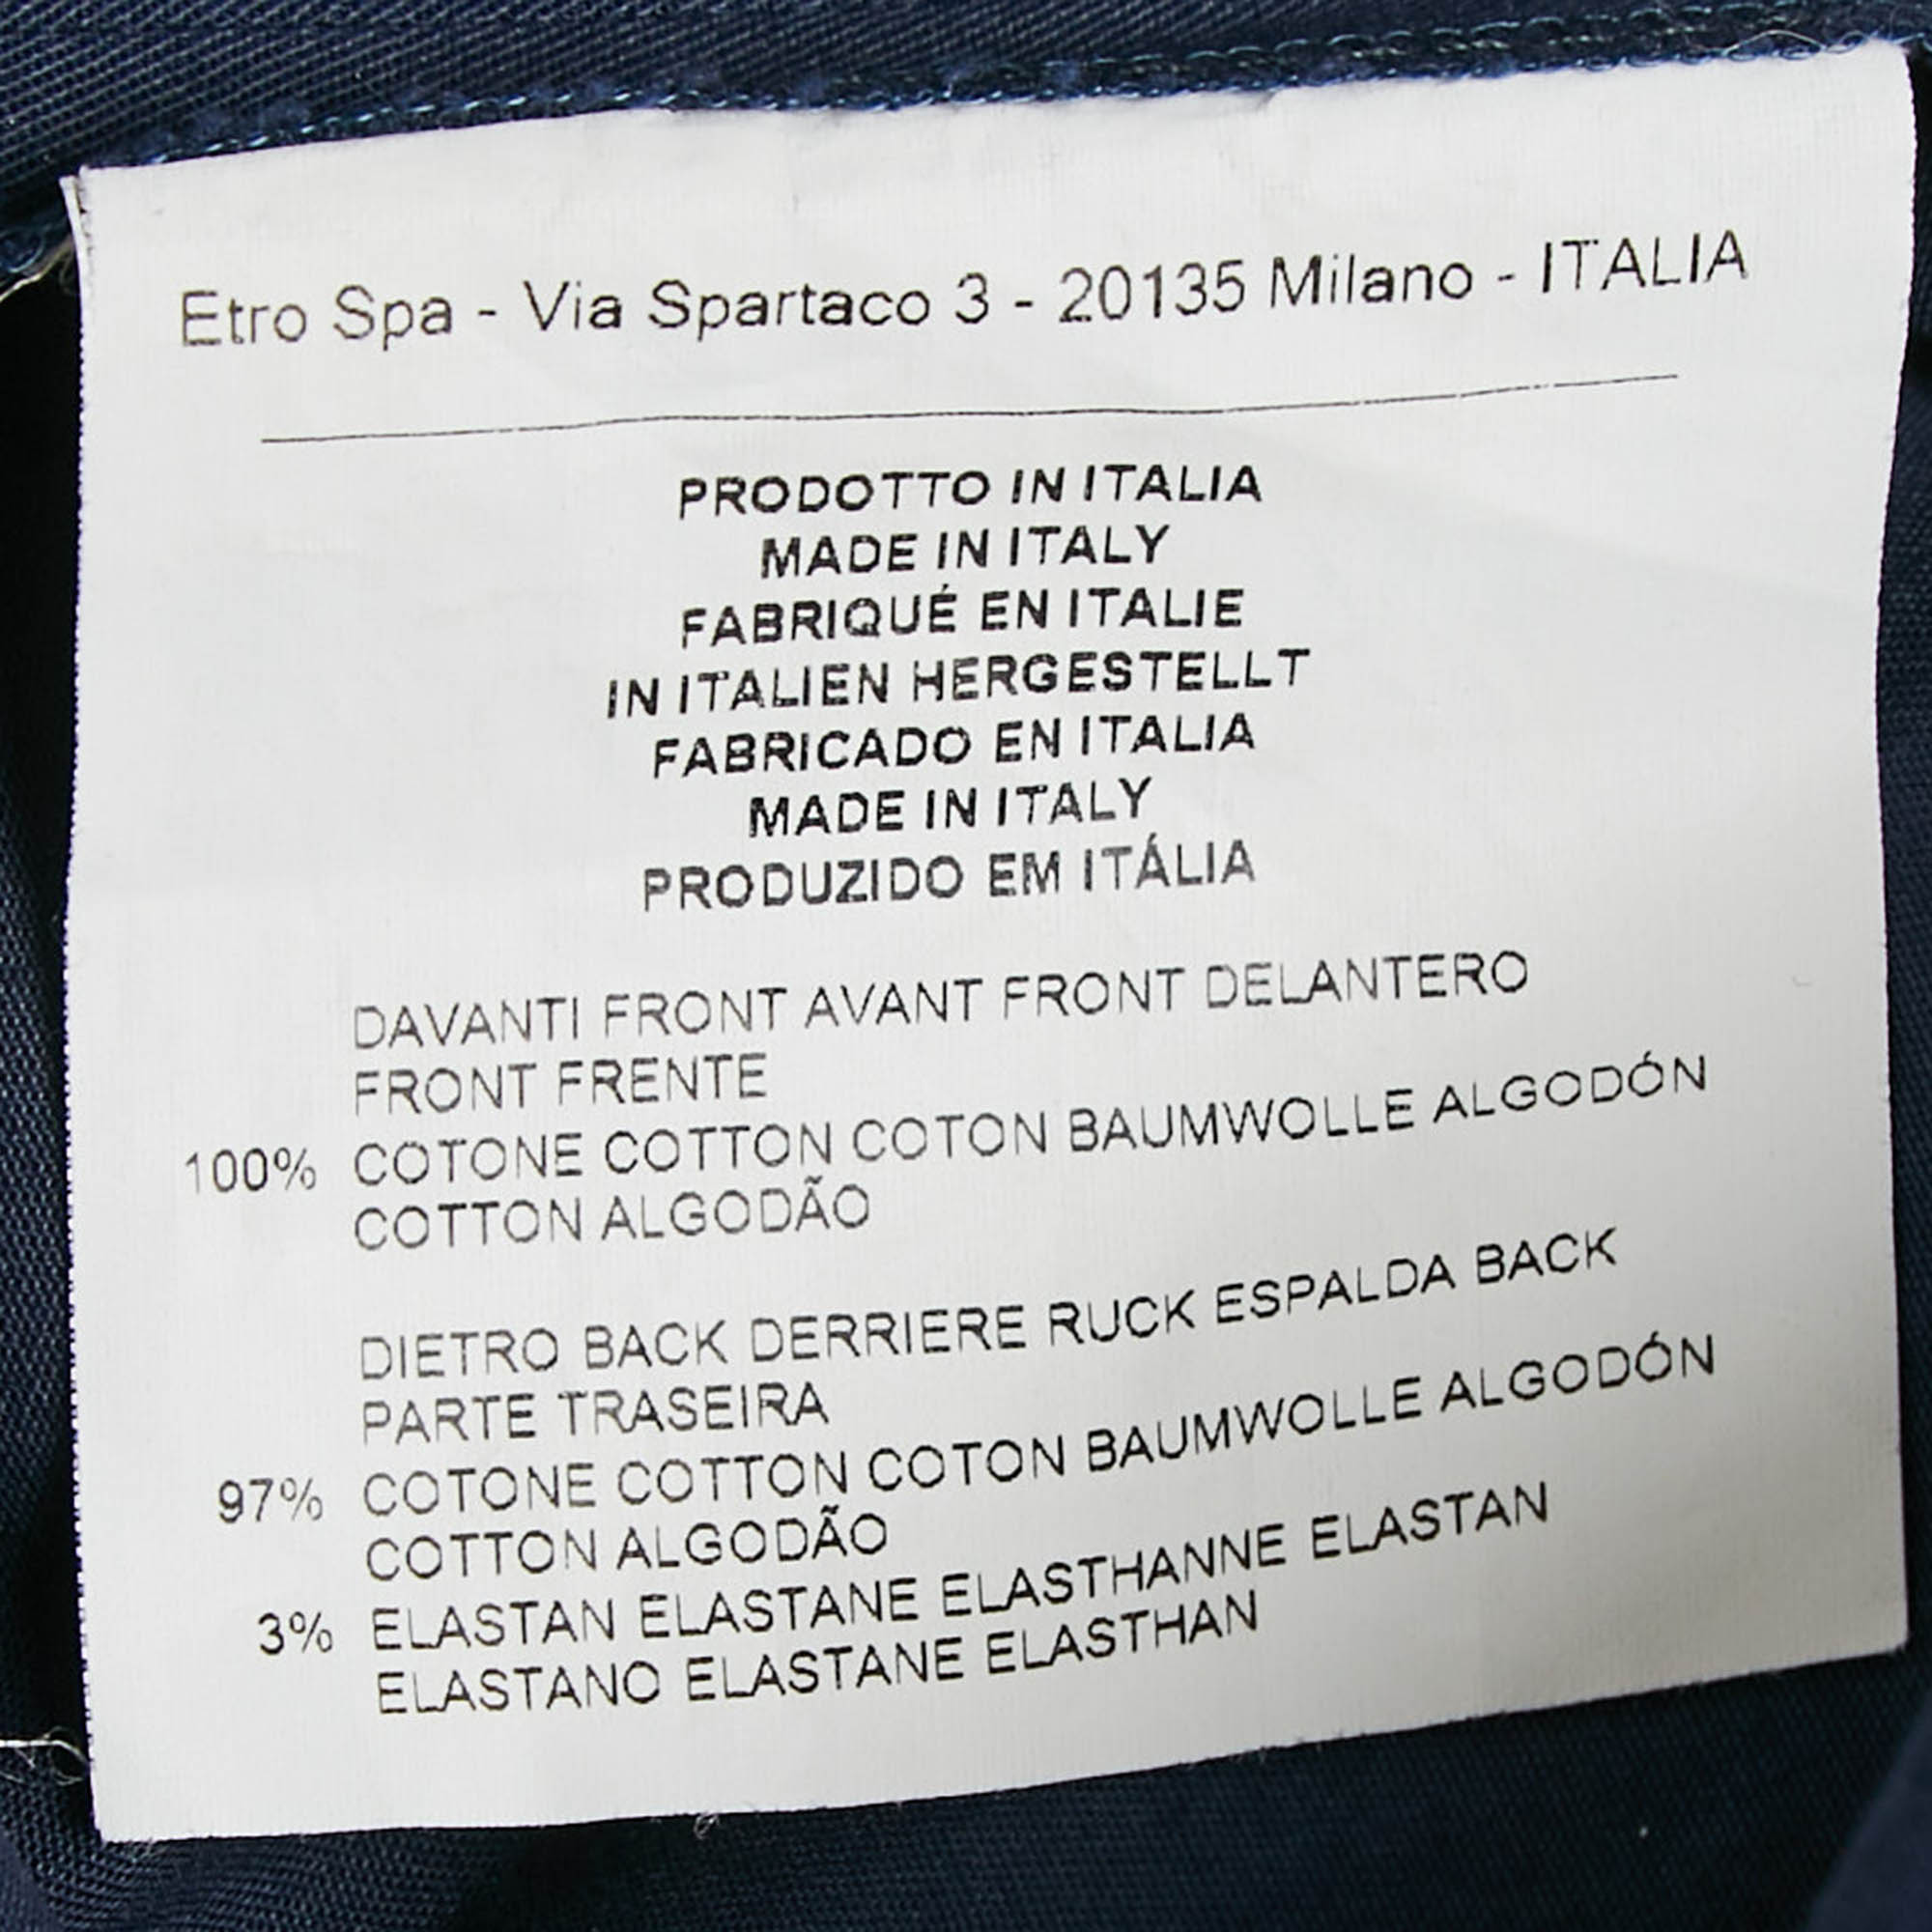 Etro Spa - Via Spartaco 3 - 20135 Milano - ITALIA
PRODOTTO IN ITALIA
MADE IN ITALY
FABRIQUÉ EN ITALIE
IN ITALIEN HERGESTELLT
FABRICADO EN ITALIA
MADE IN ITALY
PRODUZIDO EM ITÁLIA
DAVANTI FRONT AVANT FRONT DELANTERO
FRONT FRENTE
100% COTONE COTTON COTON BAUMWOLLE ALGODÓN
COTTON ALGODÃO
DIETRO BACK DERRIERE RUCK ESPALDA BACK
PARTE TRASEIRA
97% COTONE COTTON COTON BAUMWOLLE ALGODÓN
COTTON ALGODÃO
3% ELASTAN ELASTANE ELASTHANNE ELASTAN
ELASTANO ELASTANE ELASTHAN